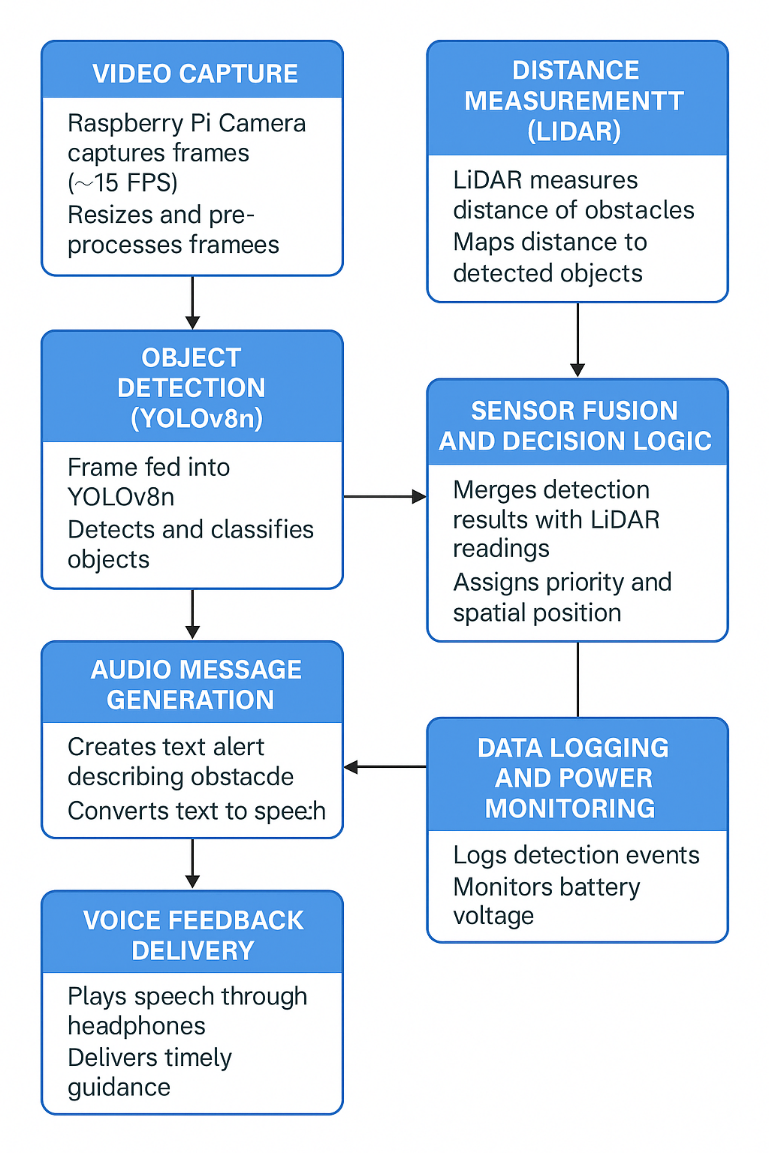 VIDEO CAPTURE
Raspberry Pi Camera
captures frames
(~15 FPS)
Resizes and pre-
processes framees
DISTANCE
MEASUREMENTT
(LIDAR)
LiDAR measures
distance of obstacles
Maps distance to
detected objects
OBJECT
DETECTION
(YOLOv8n)
Frame fed into
YOLOv8n
Detects and classifies
objects
SENSOR FUSION
AND DECISION LOGIC
Merges detection
results with LiDAR
readings
Assigns priority and
spatial position
AUDIO MESSAGE
GENERATION
Creates text alert
describing obstacde
Converts text to speech
DATA LOGGING
AND POWER
MONITORING
Logs detection events
Monitors battery
voltage
VOICE FEEDBACK
DELIVERY
Plays speech through
headphones
Delivers timely
guidance